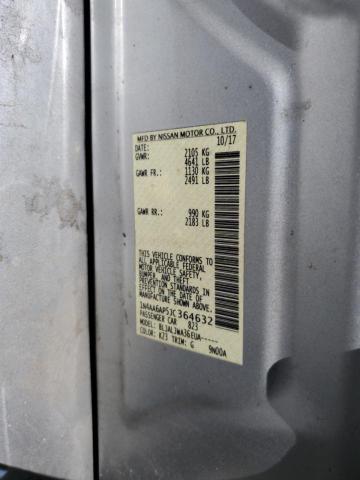 MFD BY NISSAN MOTOR CO., LTD.
DATE: 10/17
GVWR: 2105 KG
4641 LB
GAWR FR.: 1130 KG
2491 LB
GAWR RR.: 990 KG
2183 LB
THIS VEHICLE CONFORMS TO
ALL APPLICABLE FEDERAL
MOTOR VEHICLE SAFETY,
BUMPER, AND THEFT
PREVENTION STANDARDS IN
EFFECT ON THE DATE OF
MANUFACTURE SHOWN ABOVE.
1N4AA6AP5JC364632
PASSENGER CAR 823
MODEL: BLJALJWA36EUA-----
COLOR: K23 TRIM: G 9N00A